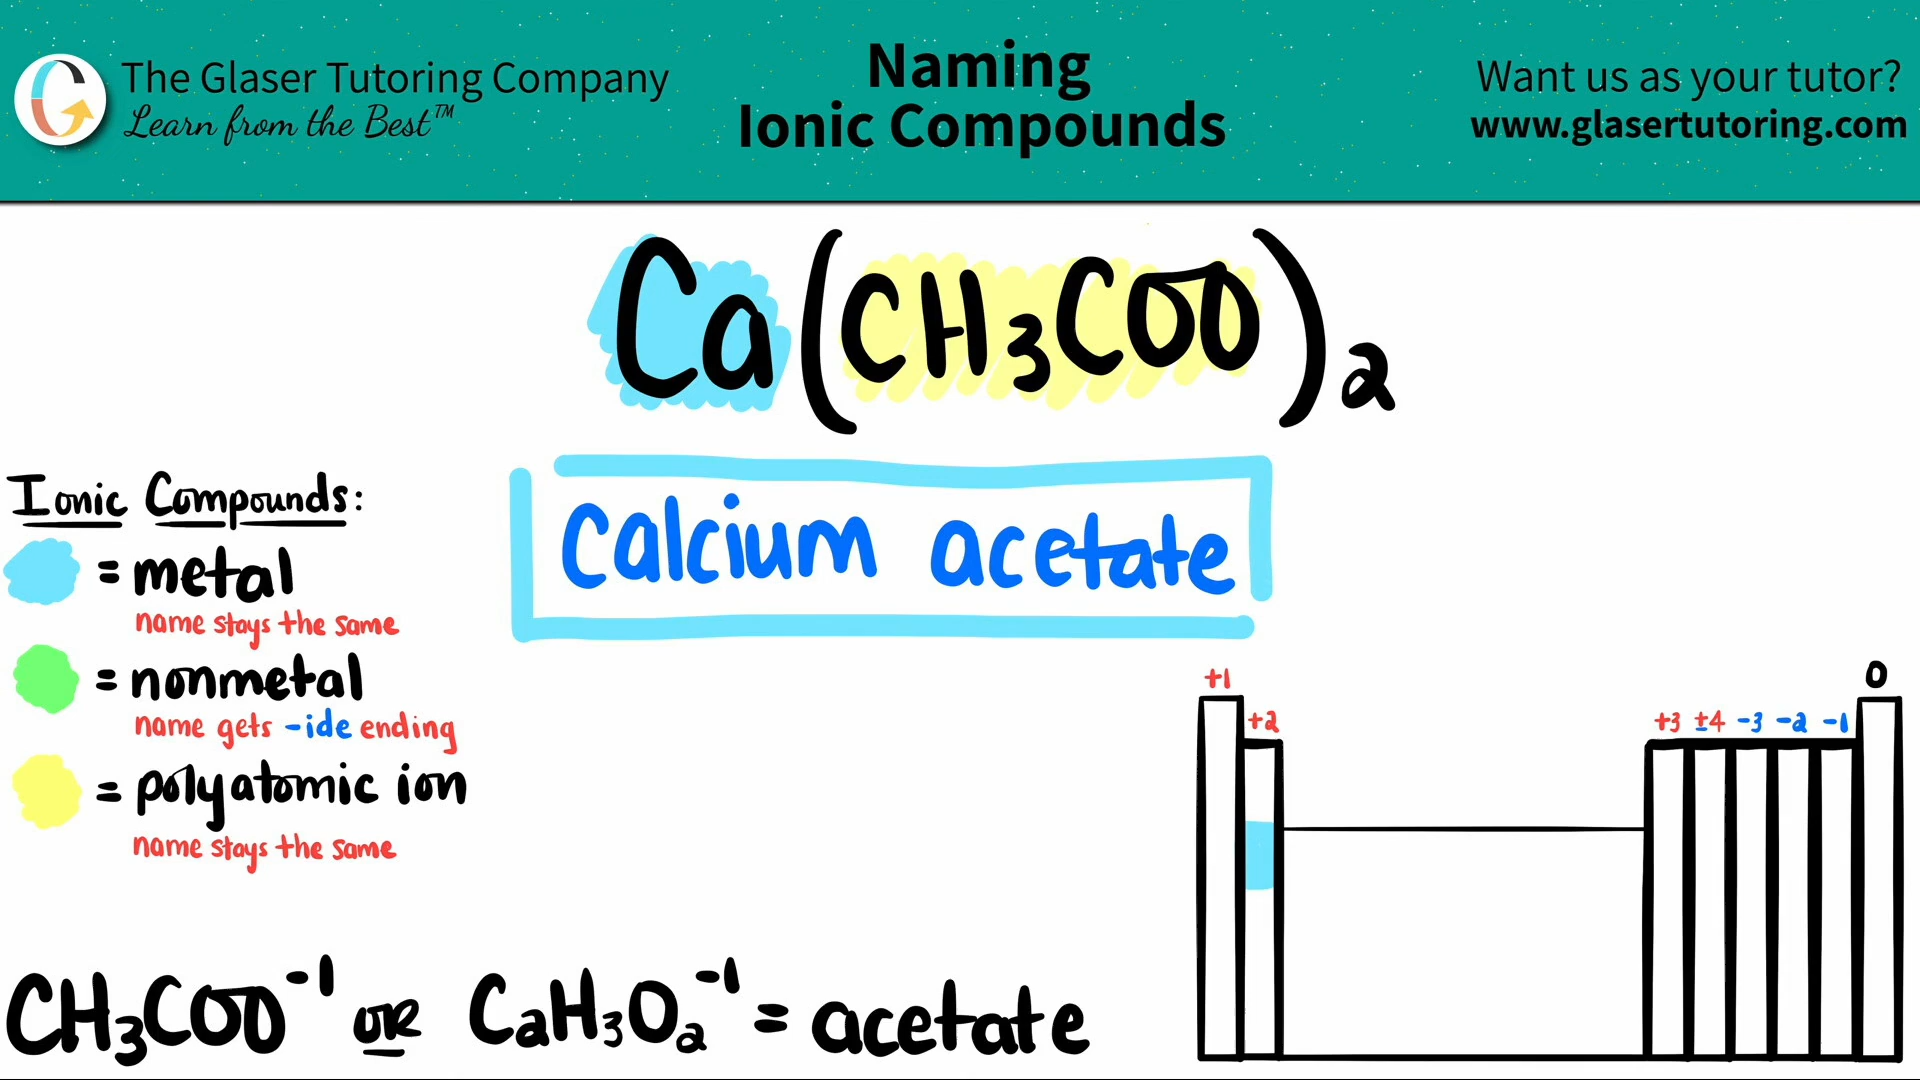 The Glaser Tutoring Company
Learn from the Best™
Naming
Ionic Compounds
Want us as your tutor?
www.glasertutoring.com
Ca(CH₃COO)₂
Calcium acetate
Ionic Compounds:
= metal
name stays the same
= nonmetal
name gets -ide ending
= polyatomic ion
name stays the same
+1
+2
+3 ±4 -3 -2 -1
0
CH₃COO⁻¹ OR C₂H₃O₂⁻¹ = acetate